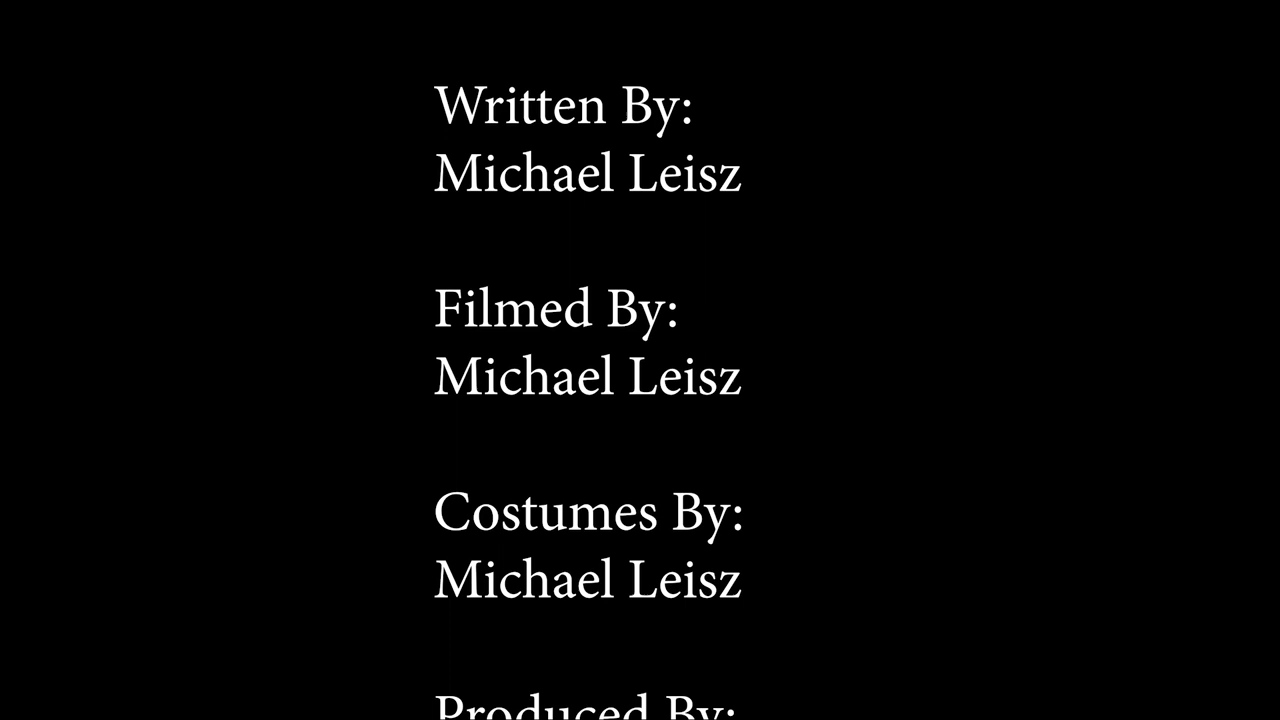 Written By:
Michael Leisz
Filmed By:
Michael Leisz
Costumes By:
Michael Leisz
Produced By: